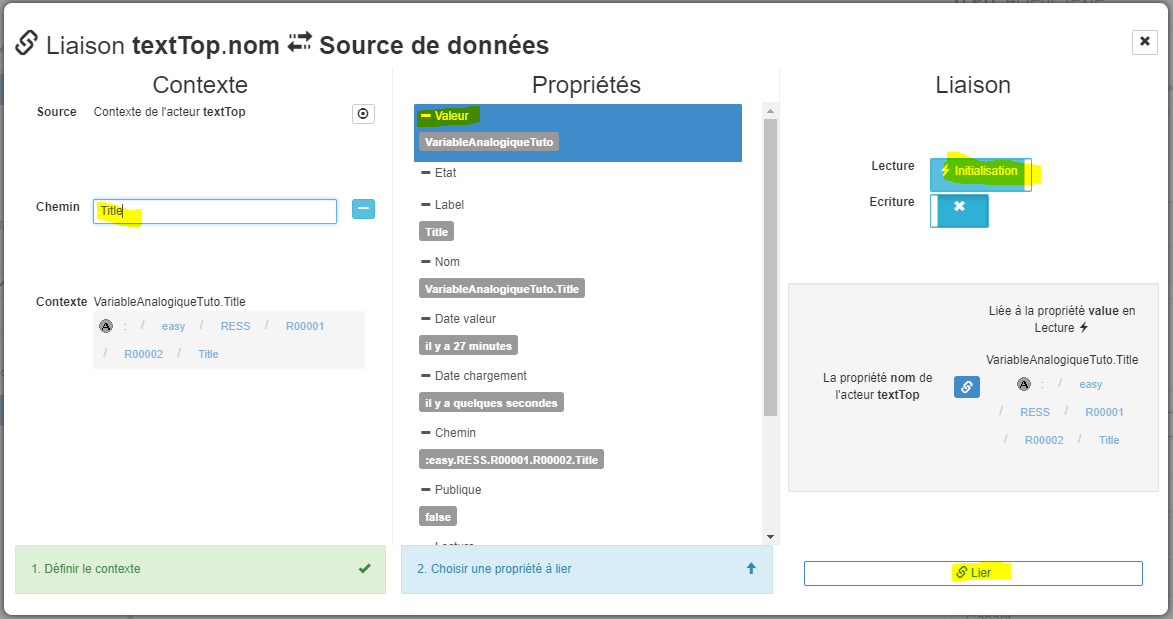 Liaison textTop.nom Source de données
Contexte
Source Contexte de l'acteur textTop
Chemin Title
Contexte VariableAnalogiqueTuto.Title
A : / easy / RESS / R00001
/ R00002 / Title
1. Définir le contexte
Propriétés
Valeur
VariableAnalogiqueTuto
Etat
Label
Title
Nom
VariableAnalogiqueTuto.Title
Date valeur
il y a 27 minutes
Date chargement
il y a quelques secondes
Chemin
:easy.RESS.R00001.R00002.Title
Publique
false
2. Choisir une propriété à lier
Liaison
Lecture Initialisation
Ecriture
La propriété nom de
l'acteur textTop
Liée à la propriété value en
Lecture
VariableAnalogiqueTuto.Title
A : / easy
/ RESS / R00001
/ R00002 / Title
Lier